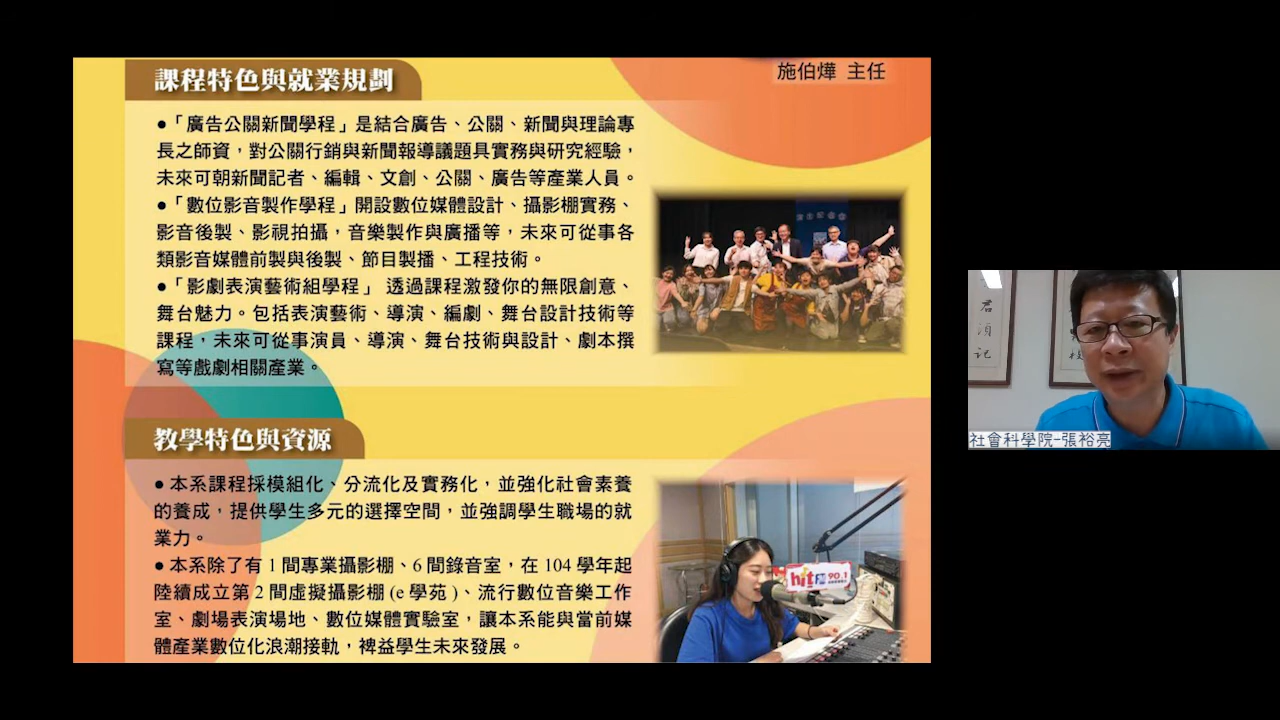 課程特色與就業規劃
施伯燁 主任
●「廣告公關新聞學程」是結合廣告、公關、新聞與理論專
長之師資，對公關行銷與新聞報導議題具實務與研究經驗，
未來可朝新聞記者、編輯、文創、公關、廣告等產業人員。
●「數位影音製作學程」開設數位媒體設計、攝影棚實務、
影音後製、影視拍攝，音樂製作與廣播等，未來可從事各
類影音媒體前製與後製、節目製播、工程技術。
●「影劇表演藝術組學程」 透過課程激發你的無限創意、
舞台魅力。包括表演藝術、導演、編劇、舞台設計技術等
課程，未來可從事演員、導演、舞台技術與設計、劇本撰
寫等戲劇相關產業。
教學特色與資源
●本系課程採模組化、分流化及實務化，並強化社會素養
的養成，提供學生多元的選擇空間，並強調學生職場的就
業力。
●本系除了有 1 間專業攝影棚、6 間錄音室，在 104 學年起
陸續成立第 2 間虛擬攝影棚 (e 學苑 )、流行數位音樂工作
室、劇場表演場地、數位媒體實驗室，讓本系能與當前媒
體產業數位化浪潮接軌，裨益學生未來發展。
hit 90.1
君須記
社會科學院-張裕亮